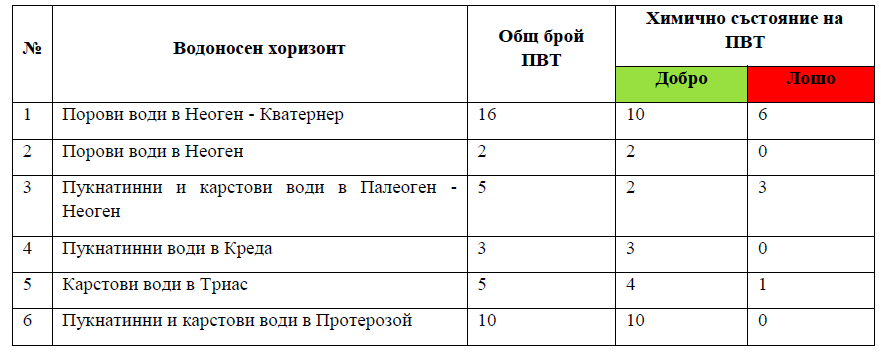 № Водоносен хоризонт Общ брой ПВТ Химично състояние на ПВТ
Добро Лошо
1 Порови води в Неоген - Кватернер 16 10 6
2 Порови води в Неоген 2 2 0
3 Пукнатинни и карстови води в Палеоген - 5 2 3
Неоген
4 Пукнатинни води в Креда 3 3 0
5 Карстови води в Триас 5 4 1
6 Пукнатинни и карстови води в Протерозой 10 10 0